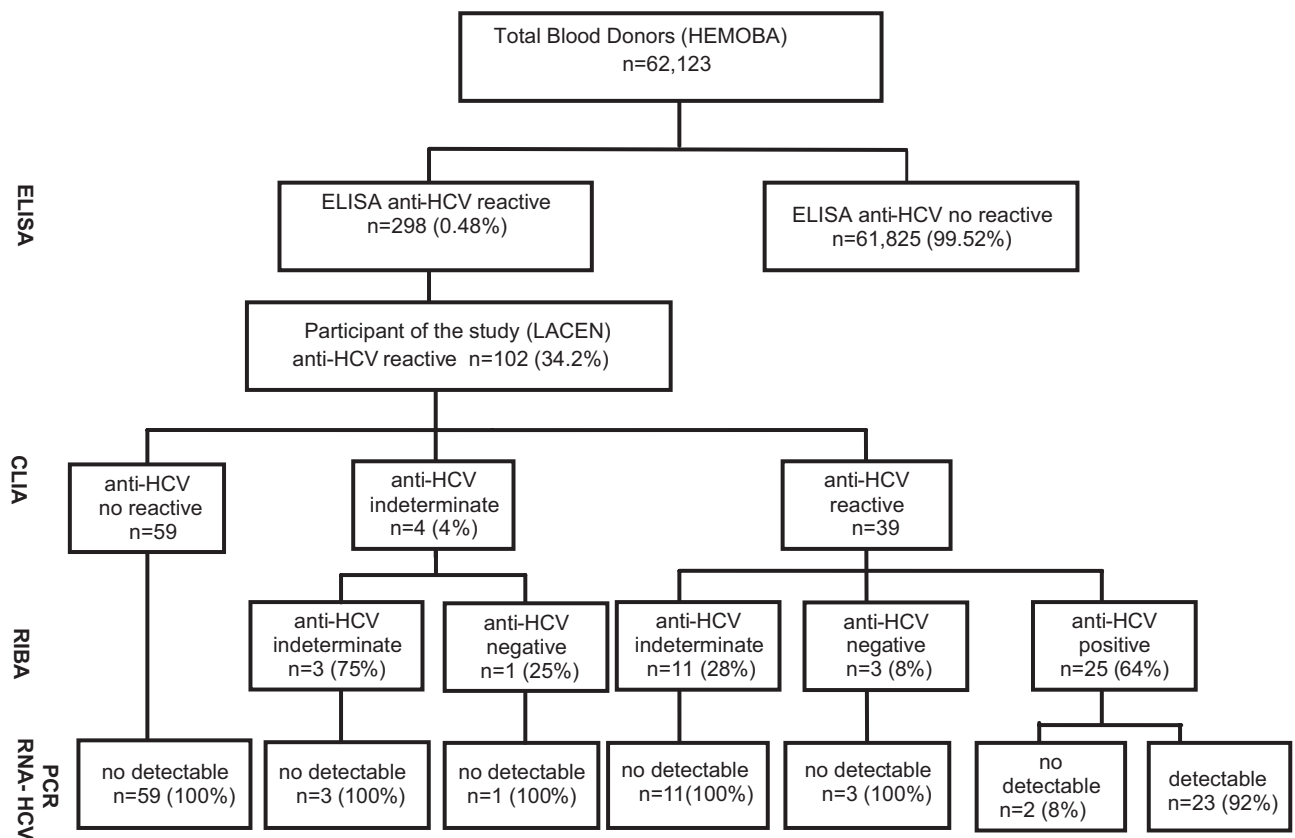 Total Blood Donors (HEMOBA)
n=62,123
ELISA
ELISA anti-HCV reactive
n=298 (0.48%)
ELISA anti-HCV no reactive
n=61,825 (99.52%)
Participant of the study (LACEN)
anti-HCV reactive n=102 (34.2%)
CLIA
anti-HCV
no reactive
n=59
anti-HCV
indeterminate
n=4 (4%)
anti-HCV
reactive
n=39
RIBA
anti-HCV
indeterminate
n=3 (75%)
anti-HCV
negative
n=1 (25%)
anti-HCV
indeterminate
n=11 (28%)
anti-HCV
negative
n=3 (8%)
anti-HCV
positive
n=25 (64%)
PCR
RNA- HCV
no detectable
n=59 (100%)
no detectable
n=3 (100%)
no detectable
n=1 (100%)
no detectable
n=11(100%)
no detectable
n=3 (100%)
no
detectable
n=2 (8%)
detectable
n=23 (92%)